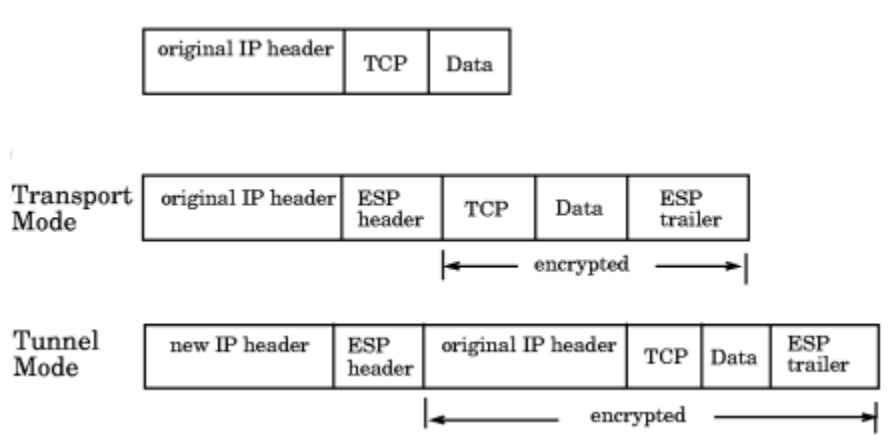 original IP header TCP Data
Transport Mode
original IP header ESP header TCP Data ESP trailer
encrypted
Tunnel Mode
new IP header ESP header original IP header TCP Data ESP trailer
encrypted